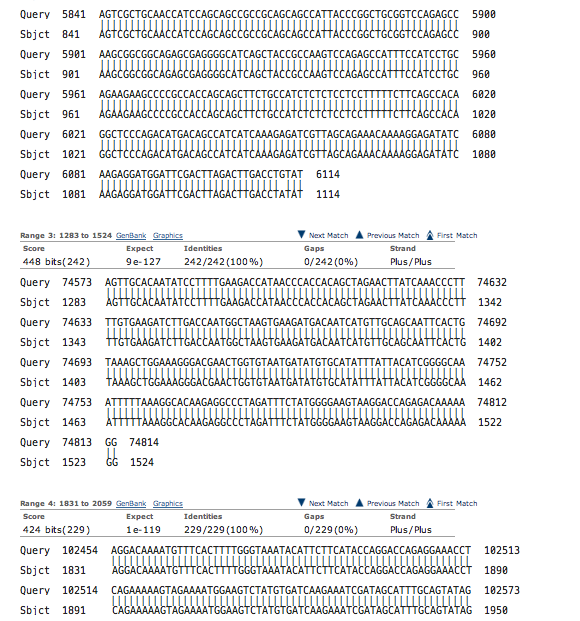 Query 5841 AGTCGCTGCAACCATCCAGCAGCCGCCGCAGCAGCCATTACCCGGCTGCGGTCCAGAGCC 5900
Sbjct 841 AGTCGCTGCAACCATCCAGCAGCCGCCGCAGCAGCCATTACCCGGCTGCGGTCCAGAGCC 900
Query 5901 AAGCGGCGGCAGAGCGAGGGGCATCAGCTACCGCCAAGTCCAGAGCCATTTCCATCCTGC 5960
Sbjct 901 AAGCGGCGGCAGAGCGAGGGGCATCAGCTACCGCCAAGTCCAGAGCCATTTCCATCCTGC 960
Query 5961 AGAAGAAGCCCCGCCACCAGCAGCTTCTGCCATCTCTCTCCTCCTTTTTCTTCAGCCACA 6020
Sbjct 961 AGAAGAAGCCCCGCCACCAGCAGCTTCTGCCATCTCTCTCCTCCTTTTTCTTCAGCCACA 1020
Query 6021 GGCTCCCAGACATGACAGCCATCATCAAAGAGATCGTTAGCAGAAACAAAAGGAGATATC 6080
Sbjct 1021 GGCTCCCAGACATGACAGCCATCATCAAAGAGATCGTTAGCAGAAACAAAAGGAGATATC 1080
Query 6081 AAGAGGATGGATTCGACTTAGACTTGACCTGTAT 6114
Sbjct 1081 AAGAGGATGGATTCGACTTAGACTTGACCTATAT 1114
Range 3: 1283 to 1524 GenBank Graphics Next Match Previous Match First Match
Score Expect Identities Gaps Strand
448 bits(242) 9e-127 242/242(100%) 0/242(0%) Plus/Plus
Query 74573 AGTTGCACAATATCCTTTTGAAGACCATAACCCACCACAGCTAGAACTTATCAAACCCTT 74632
Sbjct 1283 AGTTGCACAATATCCTTTTGAAGACCATAACCCACCACAGCTAGAACTTATCAAACCCTT 1342
Query 74633 TTGTGAAGATCTTGACCAATGGCTAAGTGAAGATGACAATCATGTTGCAGCAATTCACTG 74692
Sbjct 1343 TTGTGAAGATCTTGACCAATGGCTAAGTGAAGATGACAATCATGTTGCAGCAATTCACTG 1402
Query 74693 TAAAGCTGGAAAGGGACGAACTGGTGTAATGATATGTGCATATTTATTACATCGGGGCAA 74752
Sbjct 1403 TAAAGCTGGAAAGGGACGAACTGGTGTAATGATATGTGCATATTTATTACATCGGGGCAA 1462
Query 74753 ATTTTTAAAGGCACAAGAGGCCCTAGATTTCTATGGGGAAGTAAGGACCAGAGACAAAAA 74812
Sbjct 1463 ATTTTTAAAGGCACAAGAGGCCCTAGATTTCTATGGGGAAGTAAGGACCAGAGACAAAAA 1522
Query 74813 GG 74814
Sbjct 1523 GG 1524
Range 4: 1831 to 2059 GenBank Graphics Next Match Previous Match First Match
Score Expect Identities Gaps Strand
424 bits(229) 1e-119 229/229(100%) 0/229(0%) Plus/Plus
Query 102454 AGGACAAAATGTTTCACTTTTGGGTAAATACATTCTTCATACCAGGACCAGAGGAAACCT 102513
Sbjct 1831 AGGACAAAATGTTTCACTTTTGGGTAAATACATTCTTCATACCAGGACCAGAGGAAACCT 1890
Query 102514 CAGAAAAAGTAGAAAATGGAAGTCTATGTGATCAAGAAATCGATAGCATTTGCAGTATAG 102573
Sbjct 1891 CAGAAAAAGTAGAAAATGGAAGTCTATGTGATCAAGAAATCGATAGCATTTGCAGTATAG 1950